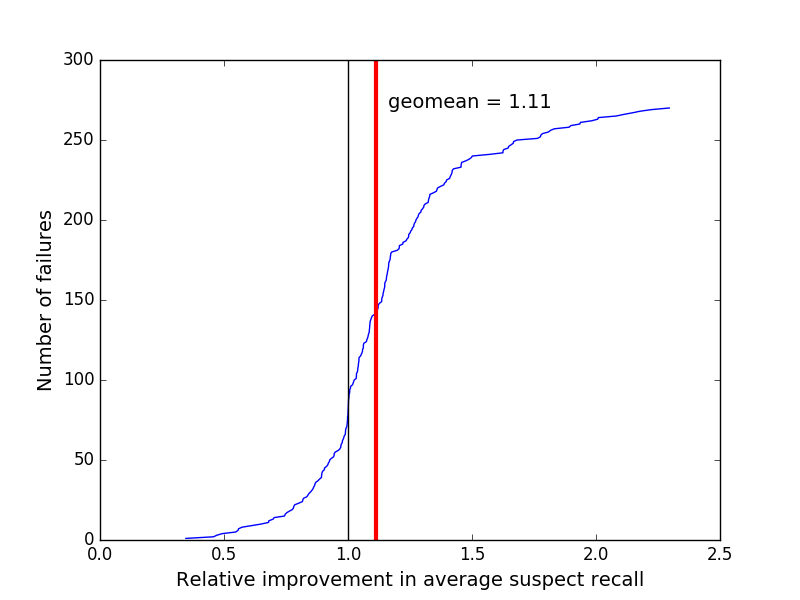 300
250
200
150
100
50
0
0.0 0.5 1.0 1.5 2.0 2.5
Number of failures
geomean = 1.11
Relative improvement in average suspect recall